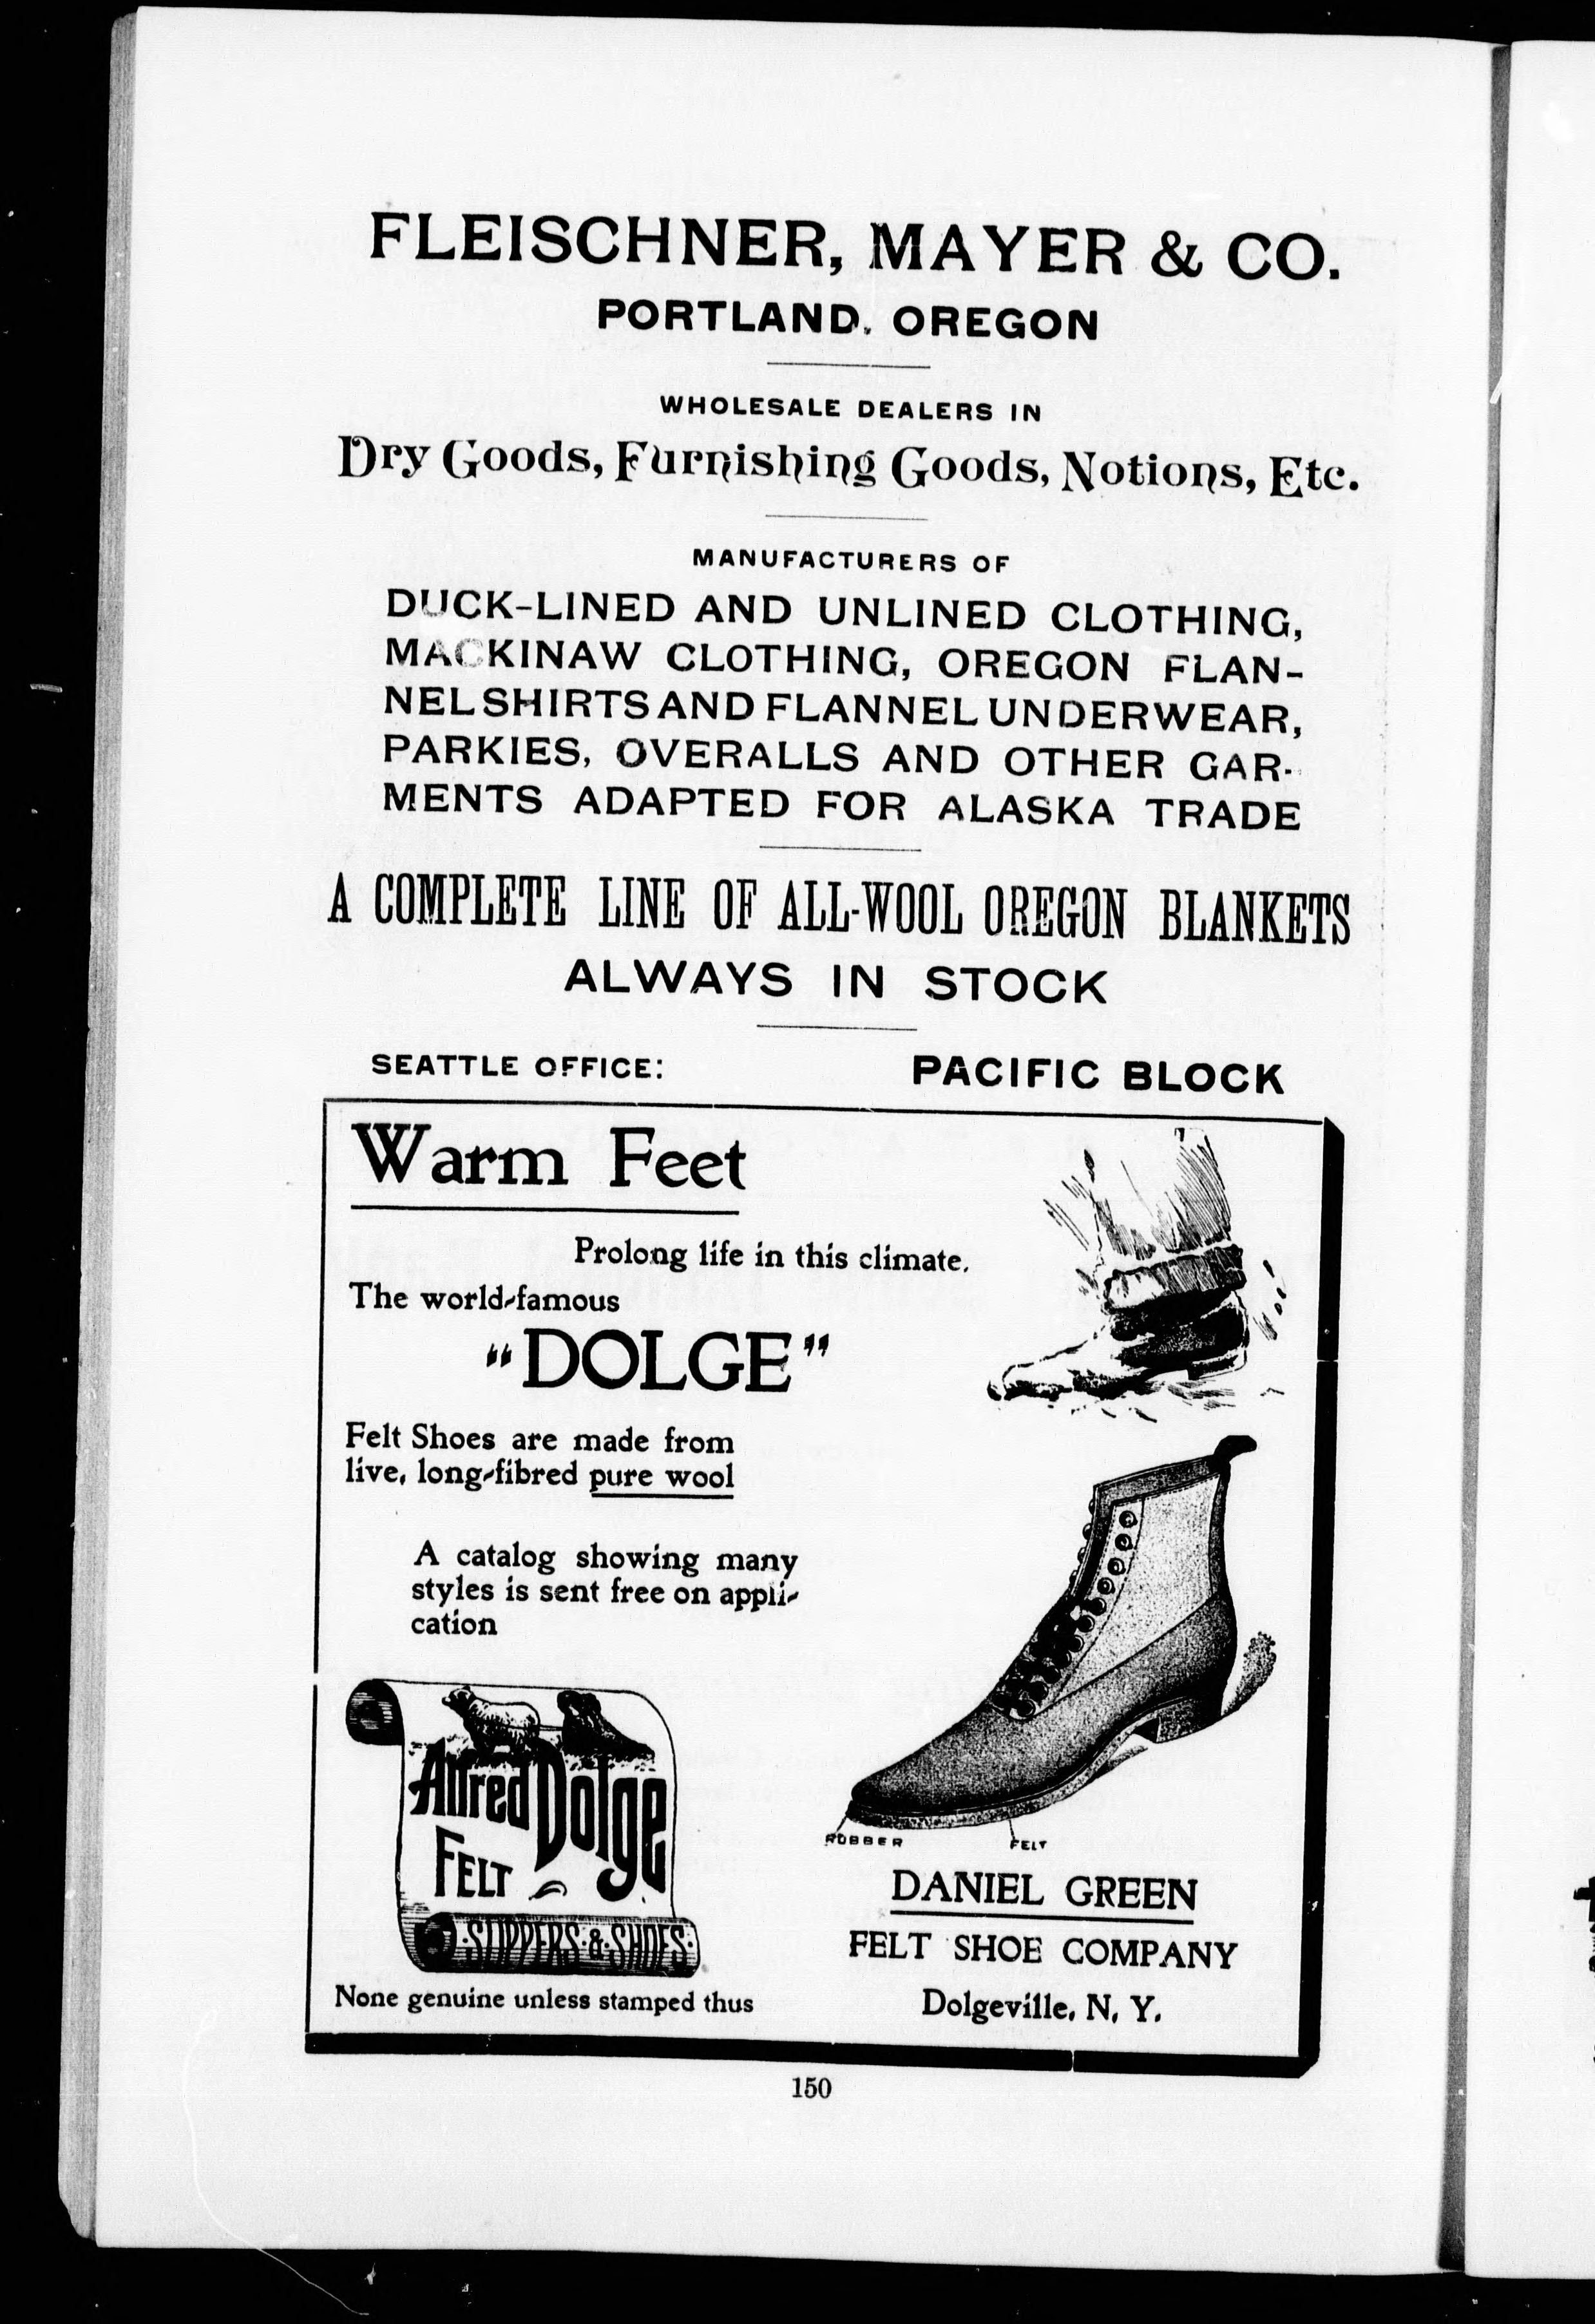 FLEISCHNER, MAYER & CO.
PORTLAND, OREGON
WHOLESALE DEALERS IN
Dry Goods, Furnishing Goods, Notions, Etc.
MANUFACTURERS OF
DUCK-LINED AND UNLINED CLOTHING,
MACKINAW CLOTHING, OREGON FLAN-
NEL SHIRTS AND FLANNEL UNDERWEAR,
PARKIES, OVERALLS AND OTHER GAR-
MENTS ADAPTED FOR ALASKA TRADE
A COMPLETE LINE OF ALL-WOOL OREGON BLANKETS
ALWAYS IN STOCK
SEATTLE OFFICE: PACIFIC BLOCK
Warm Feet
Prolong life in this climate.
The world-famous
"DOLGE"
Felt Shoes are made from
live, long-fibred pure wool
A catalog showing many
styles is sent free on appli-
cation
Alfred Dolge
FELT
SLIPPERS & SHOES
None genuine unless stamped thus
RUBBER FELT
DANIEL GREEN
FELT SHOE COMPANY
Dolgeville, N. Y.
150